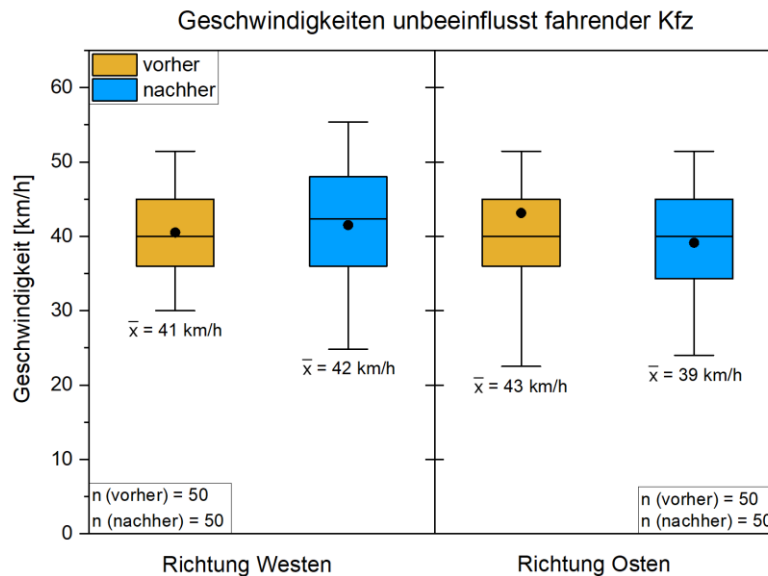 Geschwindigkeiten unbeeinflusst fahrender Kfz
vorher
nachher
Geschwindigkeit [km/h]
60
50
40
30
20
10
0
x̅ = 41 km/h
x̅ = 42 km/h
x̅ = 43 km/h
x̅ = 39 km/h
n (vorher) = 50
n (nachher) = 50
n (vorher) = 50
n (nachher) = 50
Richtung Westen
Richtung Osten